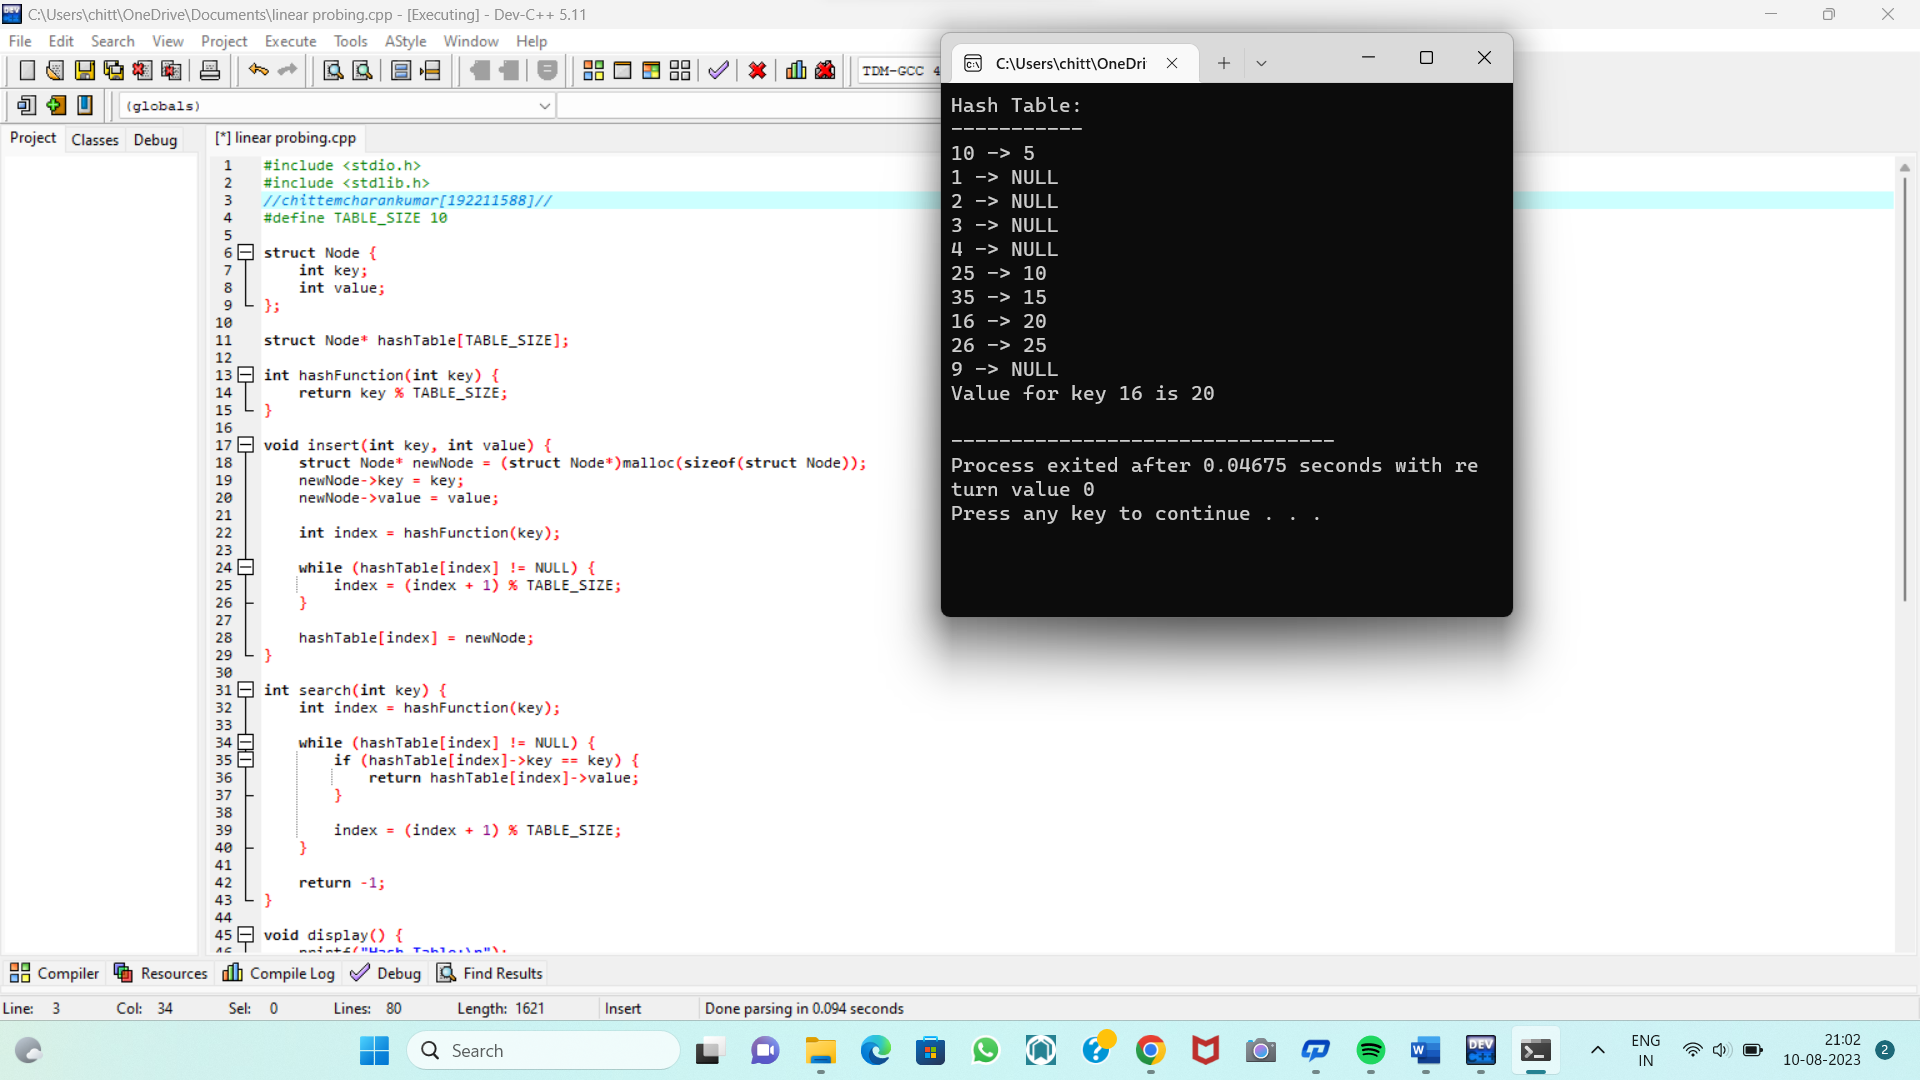 C:\Users\chitt\OneDrive\Documents\linear probing.cpp - [Executing] - Dev-C++ 5.11
File Edit Search View Project Execute Tools AStyle Window Help
TDM-GCC 4
(globals)
Project Classes Debug
[*] linear probing.cpp
1 #include <stdio.h>
2 #include <stdlib.h>
3 //chittemcharankumar[192211588]//
4 #define TABLE_SIZE 10
5
6 struct Node {
7     int key;
8     int value;
9 };
10
11 struct Node* hashTable[TABLE_SIZE];
12
13 int hashFunction(int key) {
14     return key % TABLE_SIZE;
15 }
16
17 void insert(int key, int value) {
18     struct Node* newNode = (struct Node*)malloc(sizeof(struct Node));
19     newNode->key = key;
20     newNode->value = value;
21
22     int index = hashFunction(key);
23
24     while (hashTable[index] != NULL) {
25         index = (index + 1) % TABLE_SIZE;
26     }
27
28     hashTable[index] = newNode;
29 }
30
31 int search(int key) {
32     int index = hashFunction(key);
33
34     while (hashTable[index] != NULL) {
35         if (hashTable[index]->key == key) {
36             return hashTable[index]->value;
37         }
38
39         index = (index + 1) % TABLE_SIZE;
40     }
41
42     return -1;
43 }
44
45 void display() {
46     printf("Hash Table:\n");
C:\Users\chitt\OneDri
Hash Table:
-----------
10 -> 5
1 -> NULL
2 -> NULL
3 -> NULL
4 -> NULL
25 -> 10
35 -> 15
16 -> 20
26 -> 25
9 -> NULL
Value for key 16 is 20
--------------------------------
Process exited after 0.04675 seconds with re
turn value 0
Press any key to continue . . .
Compiler Resources Compile Log Debug Find Results
Line: 3 Col: 34 Sel: 0 Lines: 80 Length: 1621 Insert Done parsing in 0.094 seconds
Search
DEV C++
ENG
IN
21:02
10-08-2023
2